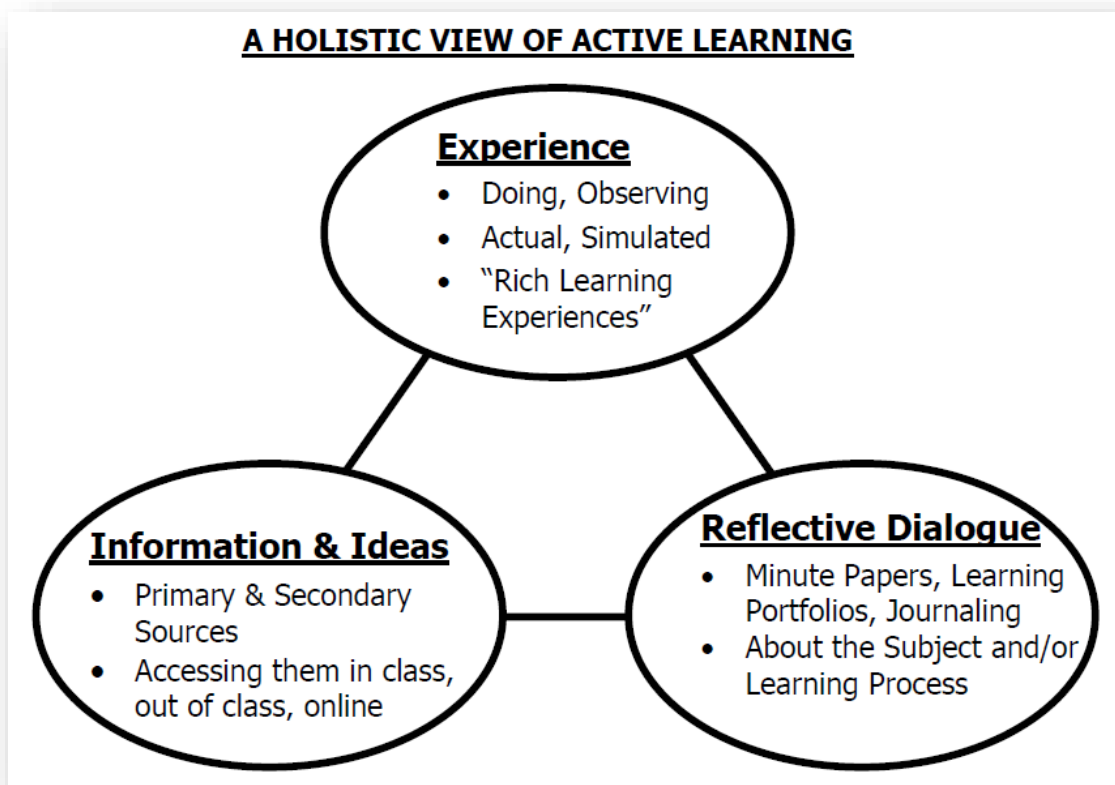 A HOLISTIC VIEW OF ACTIVE LEARNING
Experience
• Doing, Observing
• Actual, Simulated
• “Rich Learning
Experiences”
Information & Ideas
• Primary & Secondary
Sources
• Accessing them in class,
out of class, online
Reflective Dialogue
• Minute Papers, Learning
Portfolios, Journaling
• About the Subject and/or
Learning Process